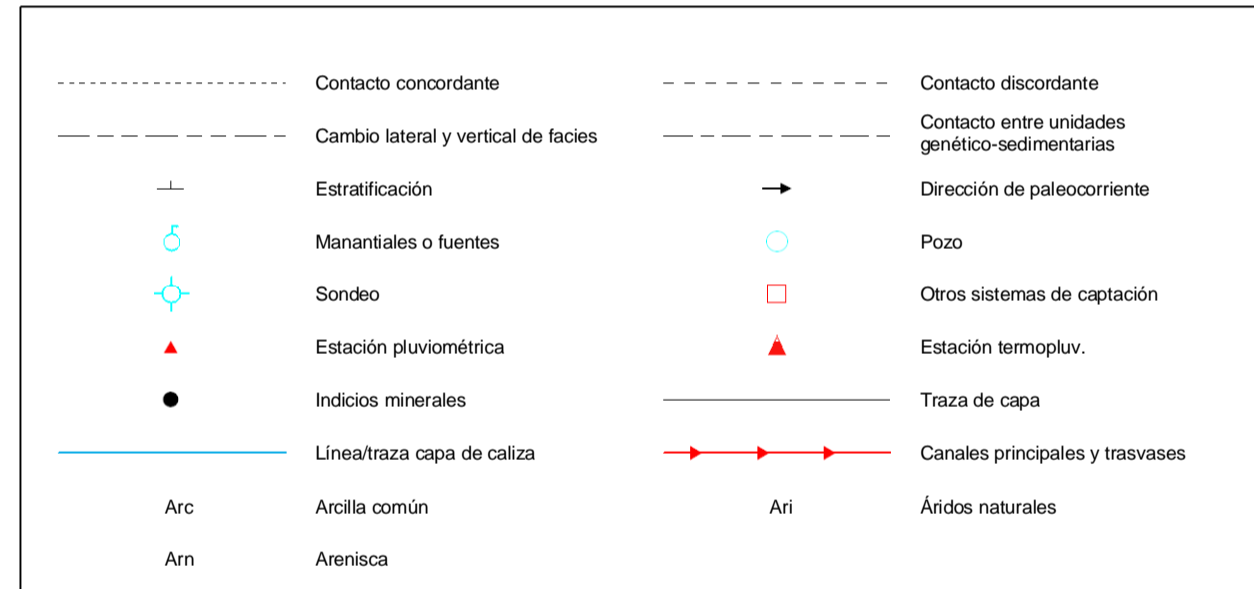 Contacto concordante
Contacto discordante
Cambio lateral y vertical de facies
Contacto entre unidades
genético-sedimentarias
Estratificación
Dirección de paleocorriente
Manantiales o fuentes
Pozo
Sondeo
Otros sistemas de captación
Estación pluviométrica
Estación termopluv.
Indicios minerales
Traza de capa
Línea/traza capa de caliza
Canales principales y trasvases
Arc Arcilla común
Ari Áridos naturales
Arn Arenisca